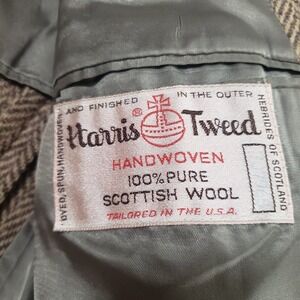 DYED, SPUN, HANDWOVEN AND FINISHED IN THE OUTER HEBRIDES OF SCOTLAND
®
Harris Tweed
HANDWOVEN
100% PURE
SCOTTISH WOOL
TAILORED IN THE U.S.A.